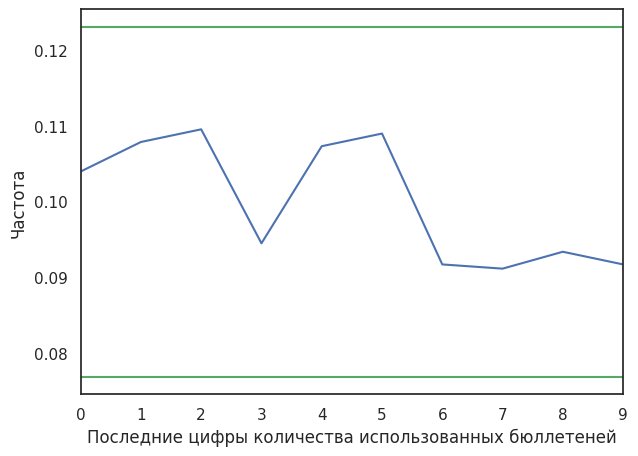 0.12
0.11
0.10
0.09
0.08
Частота
0 1 2 3 4 5 6 7 8 9
Последние цифры количества использованных бюллетеней